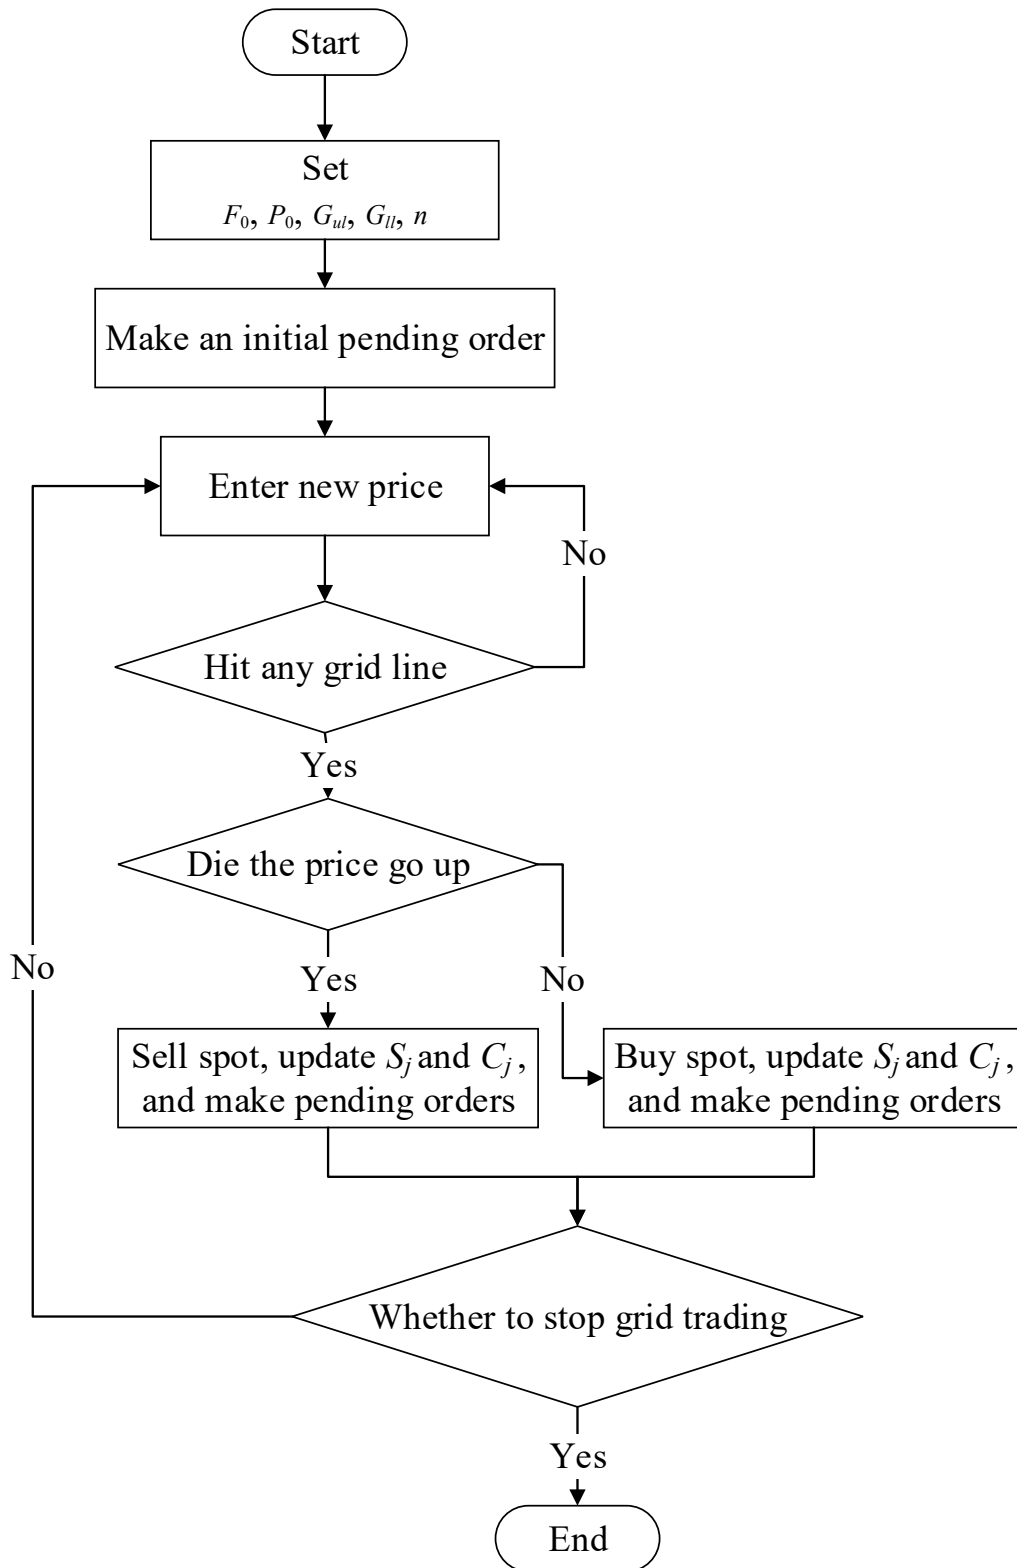 Start
Set
F0, P0, Gul, Gll, n
Make an initial pending order
Enter new price
No
Hit any grid line
Yes
Die the price go up
No
Yes
No
Sell spot, update Sj and Cj,
and make pending orders
Buy spot, update Sj and Cj,
and make pending orders
Whether to stop grid trading
Yes
End